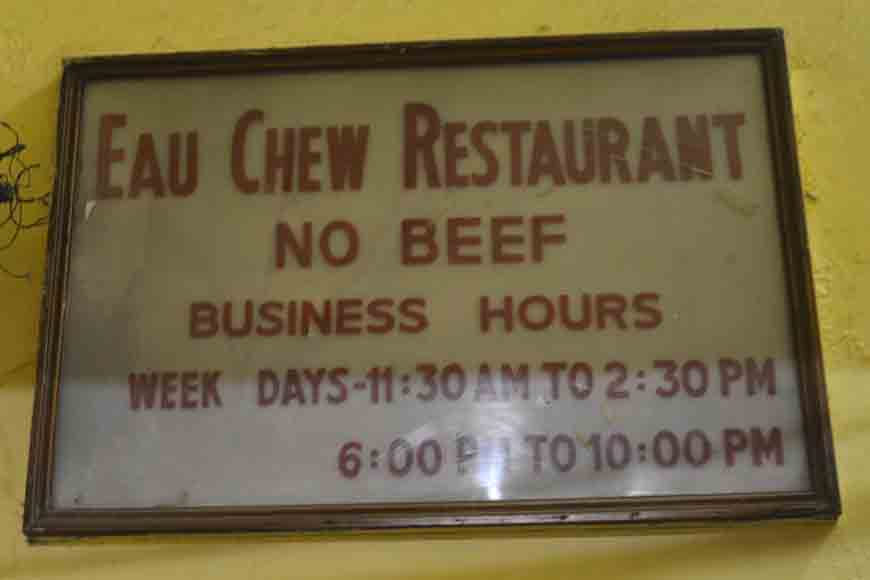 EAU CHEW RESTAURANT
NO BEEF
BUSINESS HOURS
WEEK DAYS-11:30 AM TO 2:30 PM
6:00 PM TO 10:00 PM